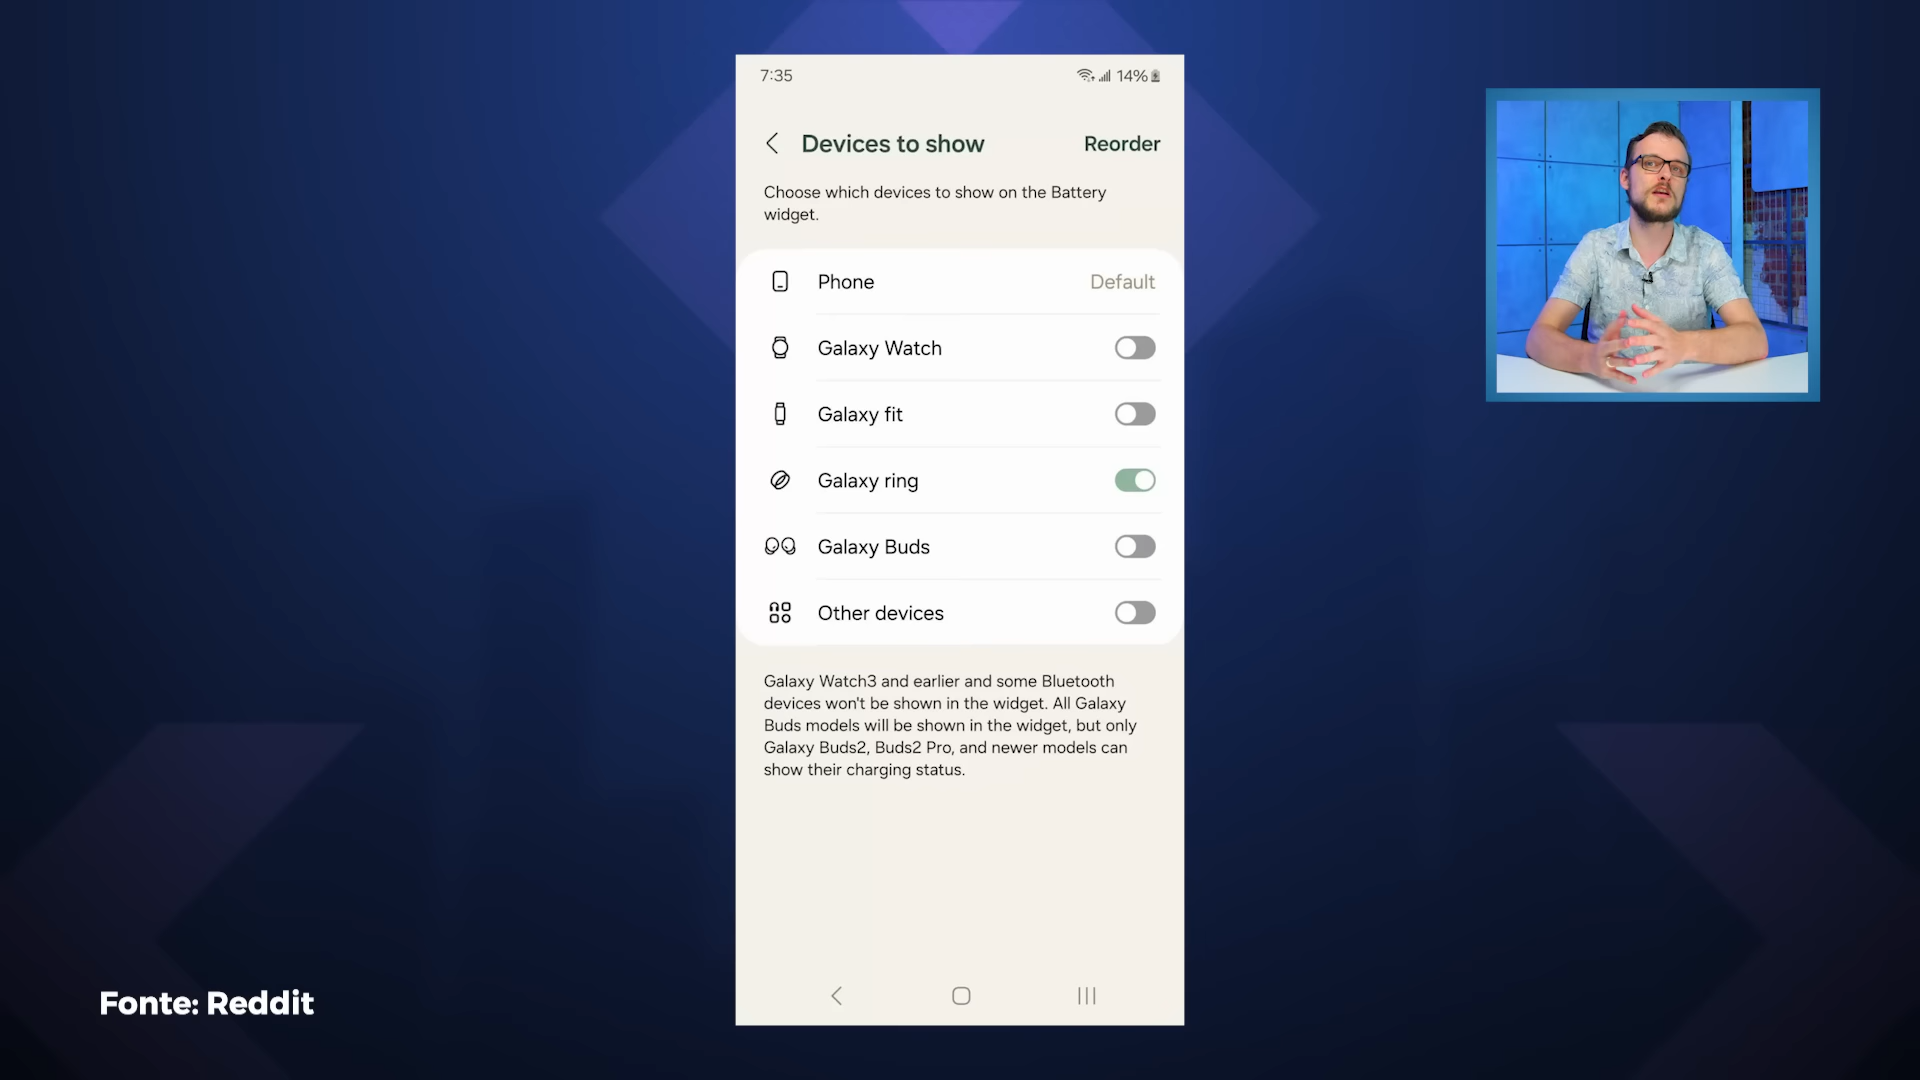 7:35
14%
Devices to show
Reorder
Choose which devices to show on the Battery
widget.
Phone
Default
Galaxy Watch
Galaxy fit
Galaxy ring
Galaxy Buds
Other devices
Galaxy Watch3 and earlier and some Bluetooth
devices won't be shown in the widget. All Galaxy
Buds models will be shown in the widget, but only
Galaxy Buds2, Buds2 Pro, and newer models can
show their charging status.
Fonte: Reddit